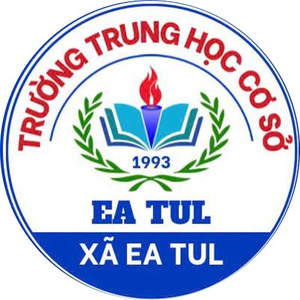 TRƯỜNG TRUNG HỌC CƠ SỞ
1993
EA TUL
XÃ EA TUL